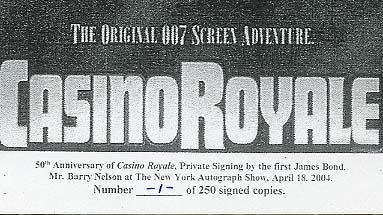 THE ORIGINAL 007 SCREEN ADVENTURE.
CASINO ROYALE
50th Anniversary of Casino Royale, Private Signing by the first James Bond,
Mr. Barry Nelson at The New York Autograph Show, April 18, 2004.
Number -1- of 250 signed copies.